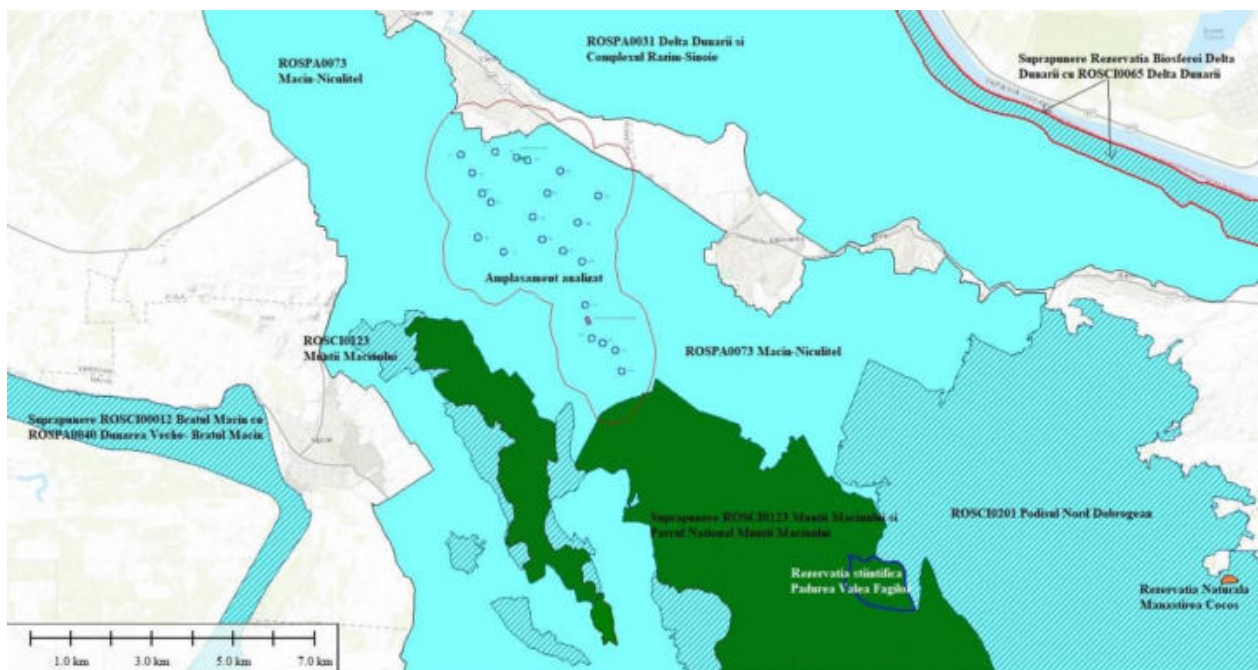 ROSPA0073
Maciu-Niculitel
ROSPA0031 Delta Dunarii si
Complexul Razim-Sinoie
Suprapunere Rezervatia Biosferei Delta
Dunarii cu ROSCI0065 Delta Dunarii
Amplasament analizat
ROSCI0123
Muntii Macinului
ROSPA0073 Maciu-Niculitel
Suprapunere ROSCI00012 Bratul Macin cu
ROSPA0040 Dunarea Veche- Bratul Macin
Suprapunere ROSCI0123 Muntii Macinului si
Parcul National Muntii Macinului
ROSCI0201 Podisul Nord Dobrogean
Rezervatia stiintifica
Padurea Valea Fagilor
Rezervatia Naturala
Manastirea Cocos
1.0 km 3.0 km 5.0 km 7.0 km